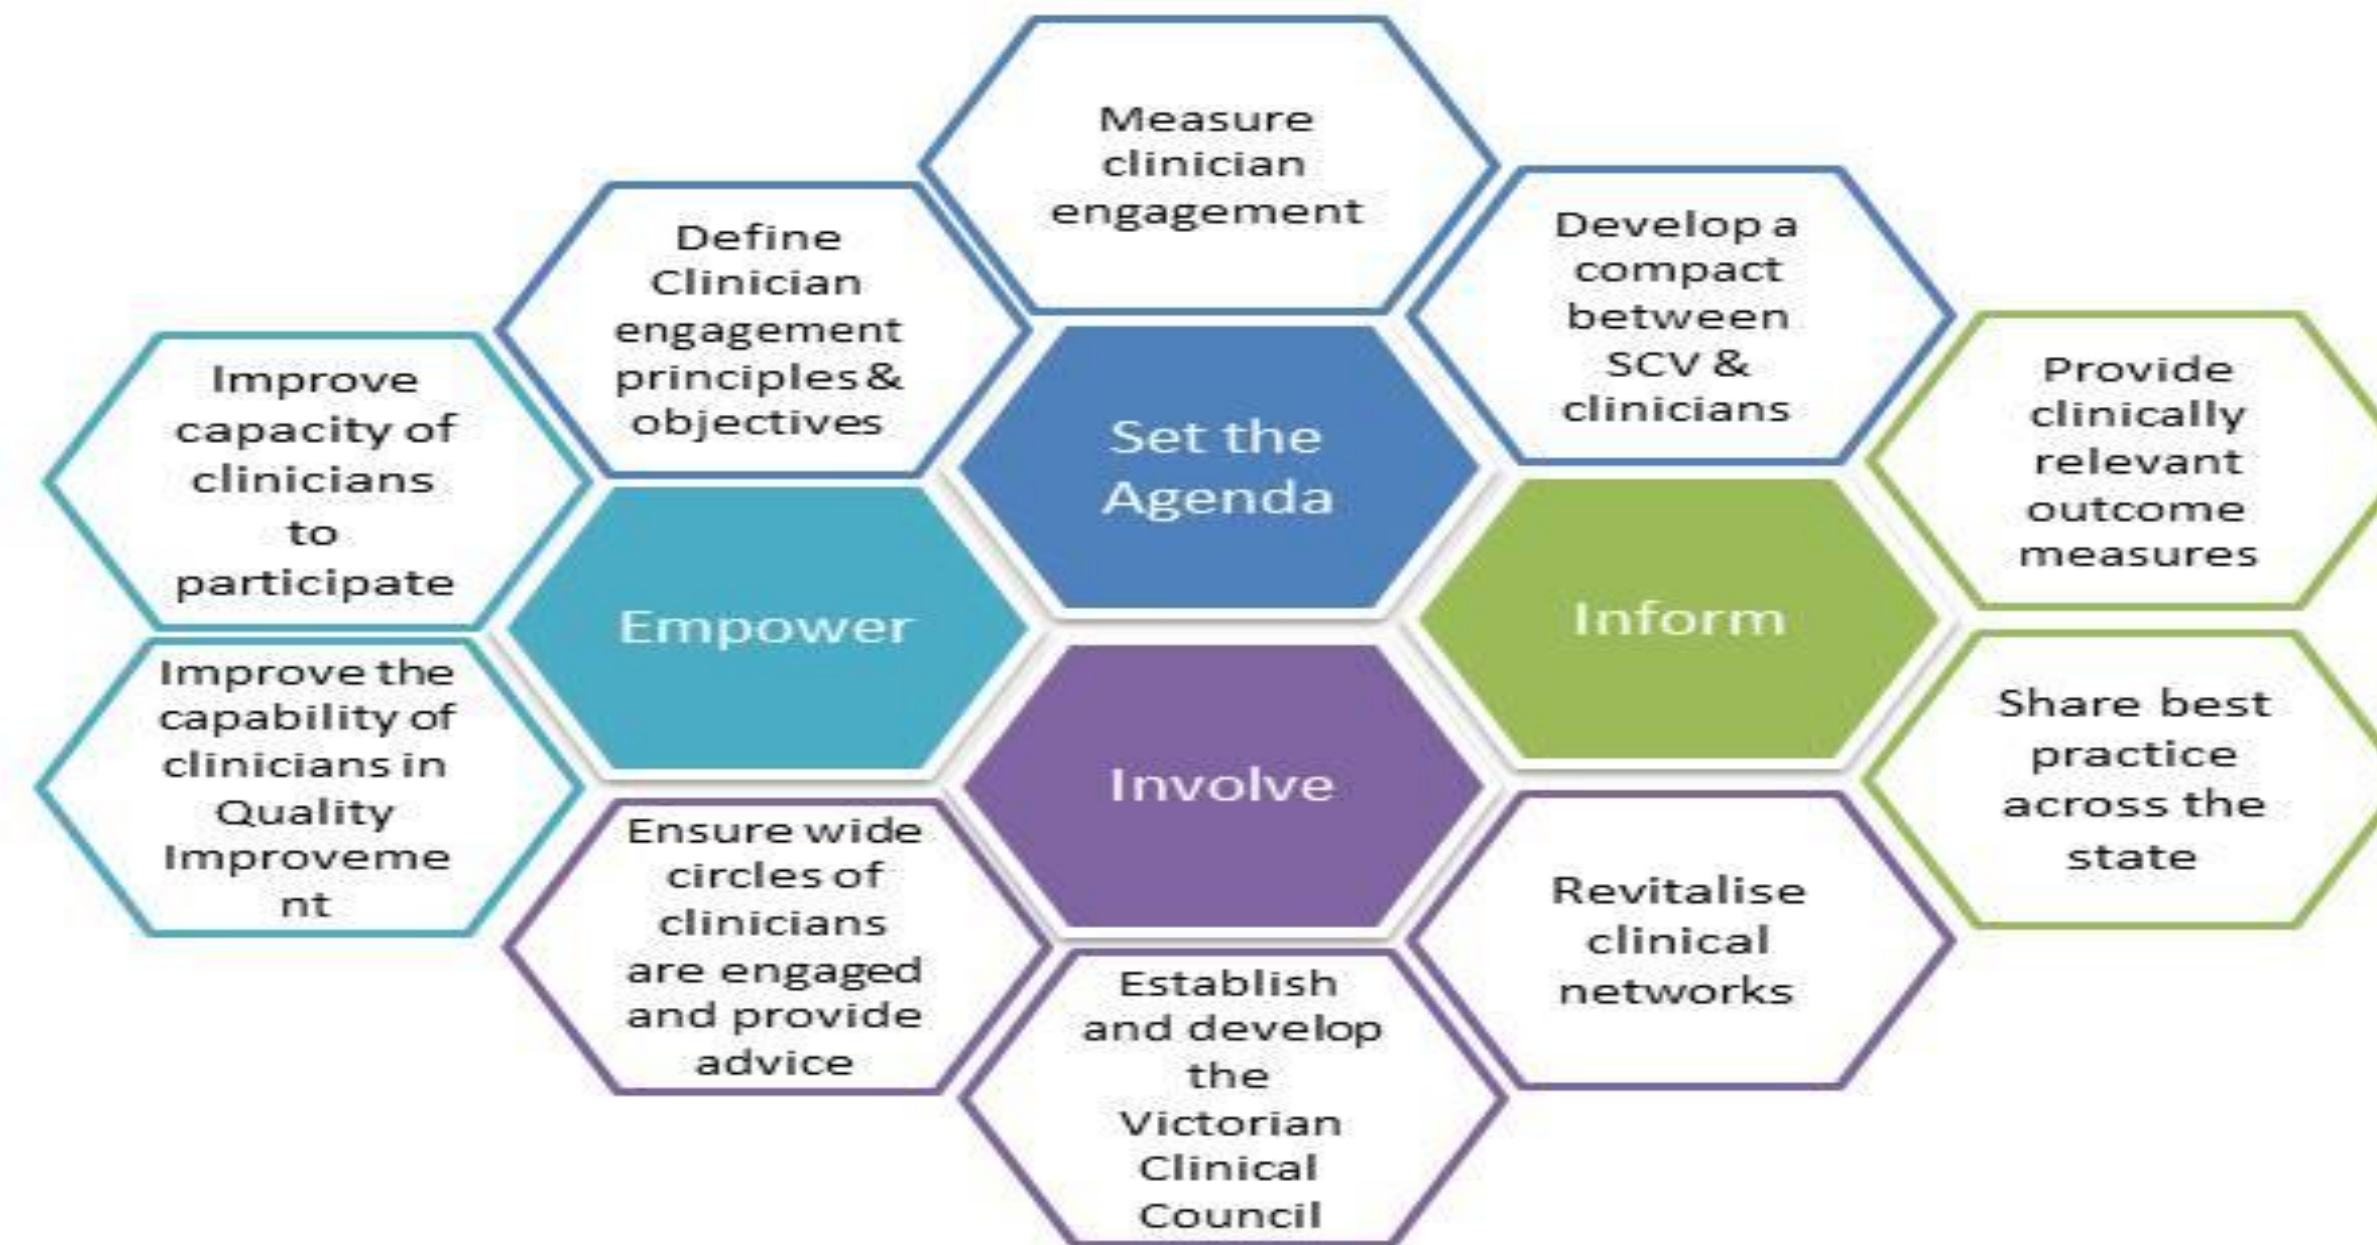 Measure
clinician
engagement
Define
Clinician
engagement
principles &
objectives
Develop a
compact
between
SCV &
clinicians
Improve
capacity of
clinicians
to
participate
Set the
Agenda
Provide
clinically
relevant
outcome
measures
Empower
Inform
Improve the
capability of
clinicians in
Quality
Improveme
nt
Involve
Share best
practice
across the
state
Ensure wide
circles of
clinicians
are engaged
and provide
advice
Establish
and develop
the
Victorian
Clinical
Council
Revitalise
clinical
networks